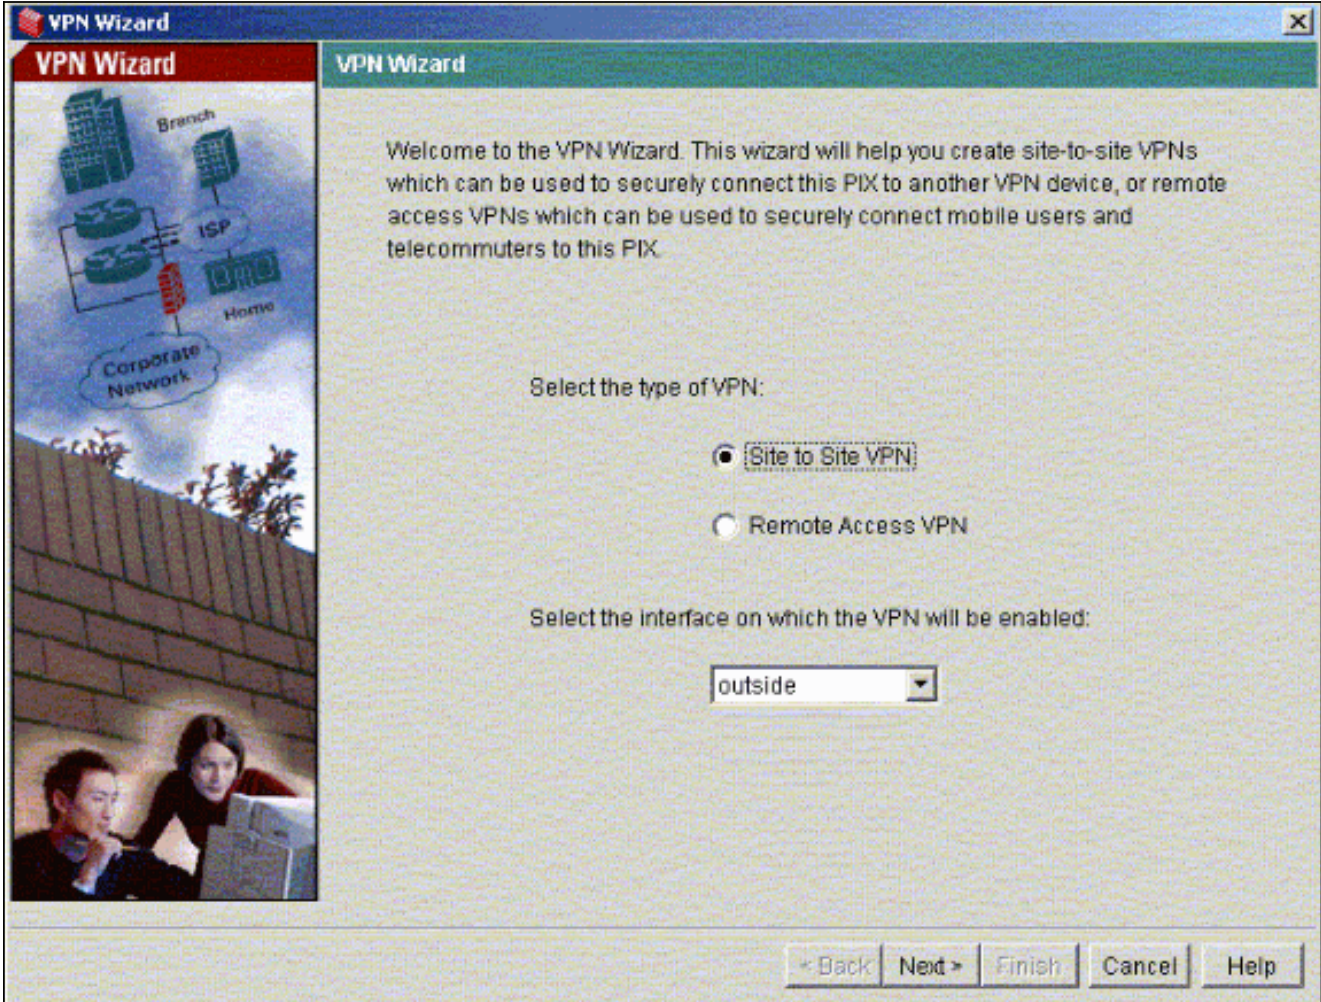 VPN Wizard
VPN Wizard
VPN Wizard
Branch
ISP
Home
Corporate
Network
Welcome to the VPN Wizard. This wizard will help you create site-to-site VPNs
which can be used to securely connect this PIX to another VPN device, or remote
access VPNs which can be used to securely connect mobile users and
telecommuters to this PIX.
Select the type of VPN:
Site to Site VPN
Remote Access VPN
Select the interface on which the VPN will be enabled:
outside
< Back
Next >
Finish
Cancel
Help